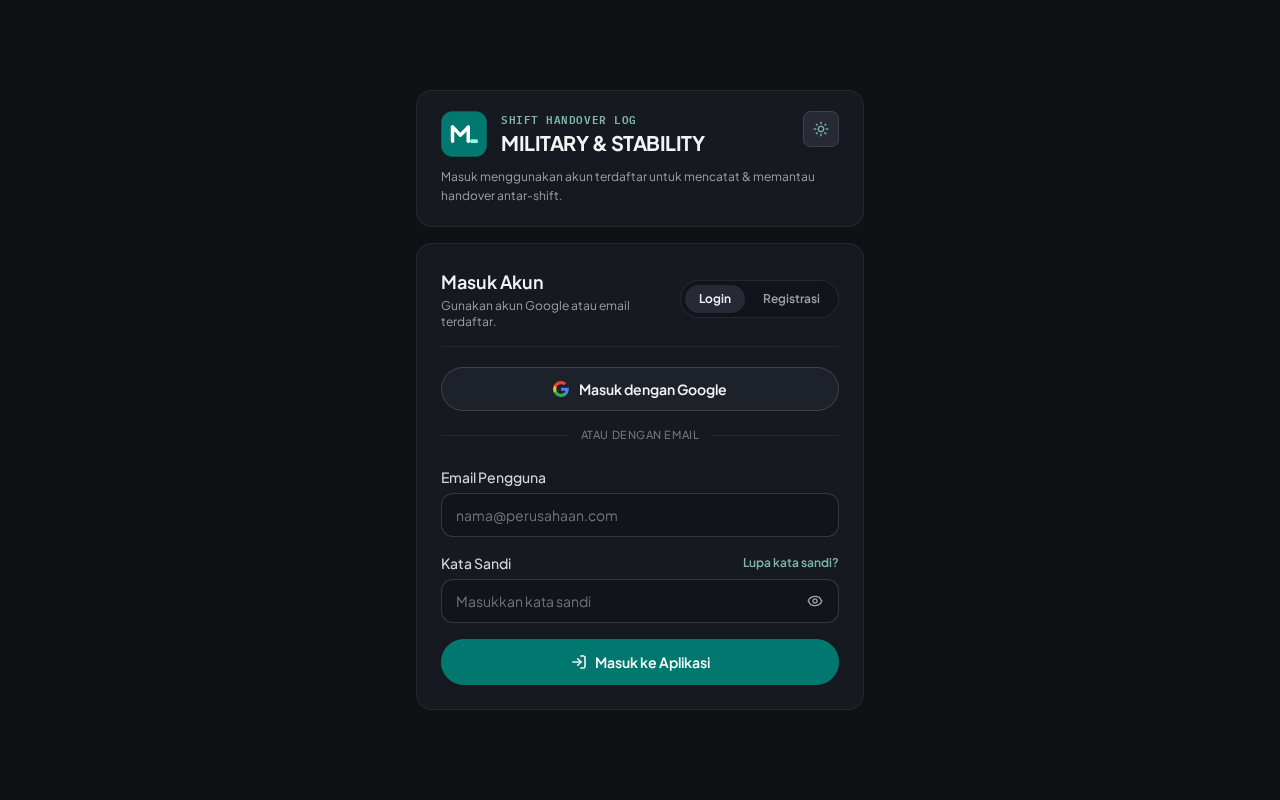 M_
SHIFT HANDOVER LOG
MILITARY & STABILITY
Masuk menggunakan akun terdaftar untuk mencatat & memantau
handover antar-shift.
Masuk Akun
Gunakan akun Google atau email
terdaftar.
Login
Registrasi
Masuk dengan Google
ATAU DENGAN EMAIL
Email Pengguna
nama@perusahaan.com
Kata Sandi
Lupa kata sandi?
Masukkan kata sandi
Masuk ke Aplikasi